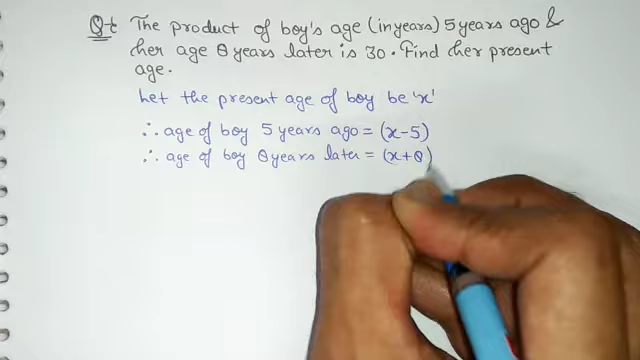 Q→ The product of boy's age (in years) 5 years ago &
her age 8 years later is 30. Find her present
age.
Let the present age of boy be 'x'
∴ age of boy 5 years ago = (x-5)
∴ age of boy 8 years later = (x+8)